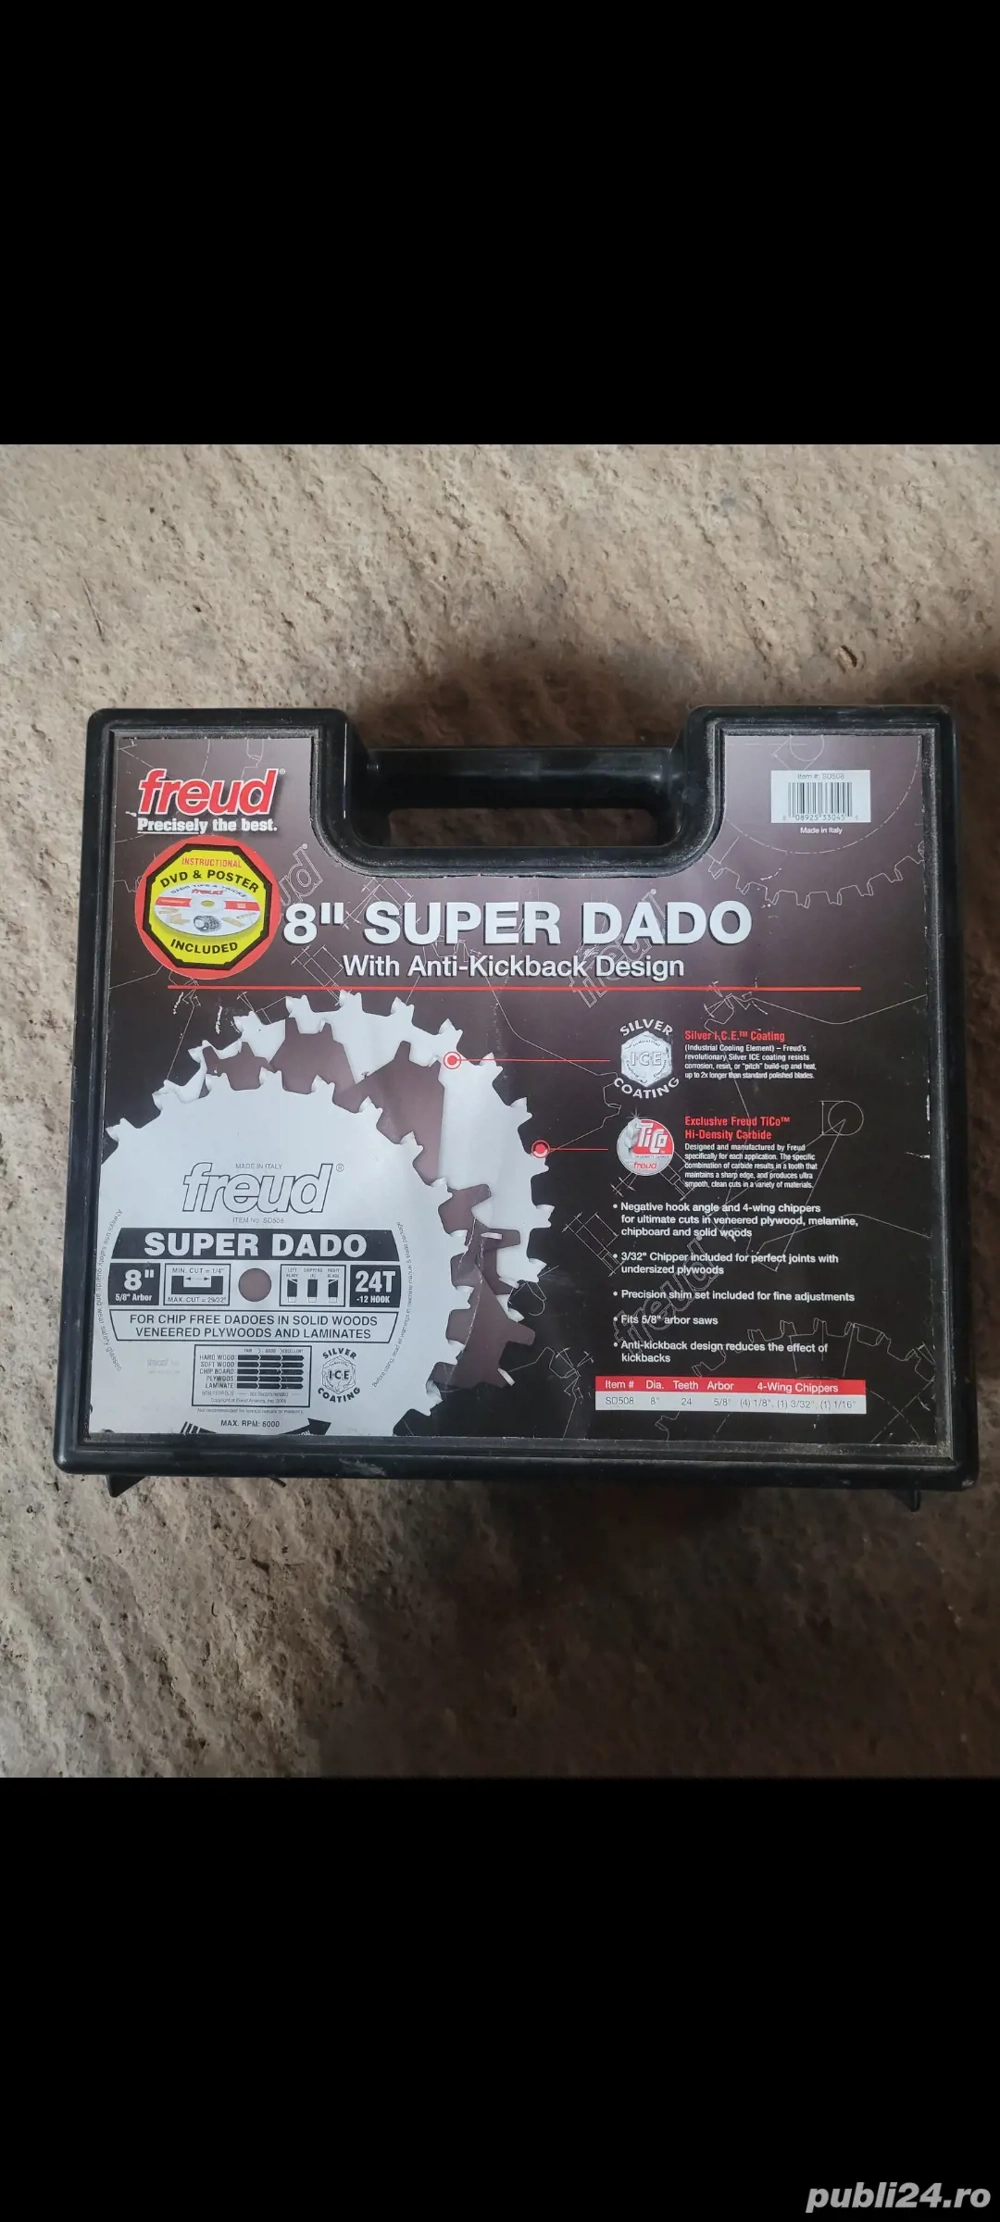 freud®
Precisely the best.
Item #: SD508
Made in Italy
INSTRUCTIONAL
DVD & POSTER
freud
INCLUDED
8" SUPER DADO
With Anti-Kickback Design
SILVER
ICE
COATING
Silver I.C.E.™ Coating
(Industrial Cooling Element) – Freud's
revolutionary Silver ICE coating resists
corrosion, resin, or "pitch" build-up and heat,
up to 2x longer than standard polished blades.
TiCo
freud
Exclusive Freud TiCo™
Hi-Density Carbide
Designed and manufactured by Freud
specifically for each application. The specific
combination of carbide results in a tooth that
maintains a sharp edge, and produces ultra
smooth, clean cuts in a variety of materials.
• Negative hook angle and 4-wing chippers
for ultimate cuts in veneered plywood, melamine,
chipboard and solid woods
• 3/32" Chipper included for perfect joints with
undersized plywoods
• Precision shim set included for fine adjustments
• Fits 5/8" arbor saws
• Anti-kickback design reduces the effect of
kickbacks
Item # Dia. Teeth Arbor 4-Wing Chippers
SD508 8" 24 5/8" (4) 1/8", (1) 3/32", (1) 1/16"
MADE IN ITALY
freud®
ITEM No. SD508
SUPER DADO
8"
5/8" Arbor
MIN. CUT = 1/4"
MAX. CUT = 29/32"
24T
-12 HOOK
FOR CHIP FREE DADOES IN SOLID WOODS
VENEERED PLYWOODS AND LAMINATES
HARD WOOD
SOFT WOOD
CHIP BOARD
PLYWOOD
LAMINATE
SILVER
ICE
COATING
MAX. RPM: 6000
publi24.ro